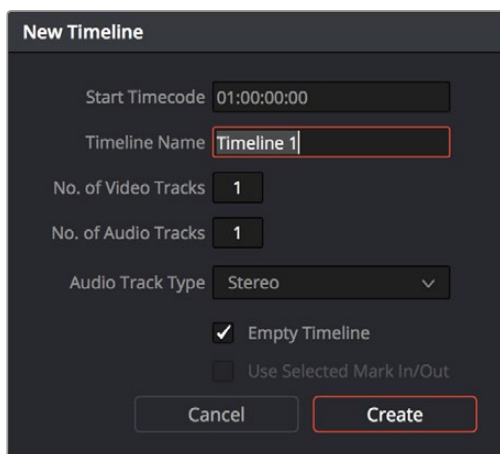 New Timeline
Start Timecode 01:00:00:00
Timeline Name Timeline 1
No. of Video Tracks 1
No. of Audio Tracks 1
Audio Track Type Stereo
Empty Timeline
Use Selected Mark In/Out
Cancel Create